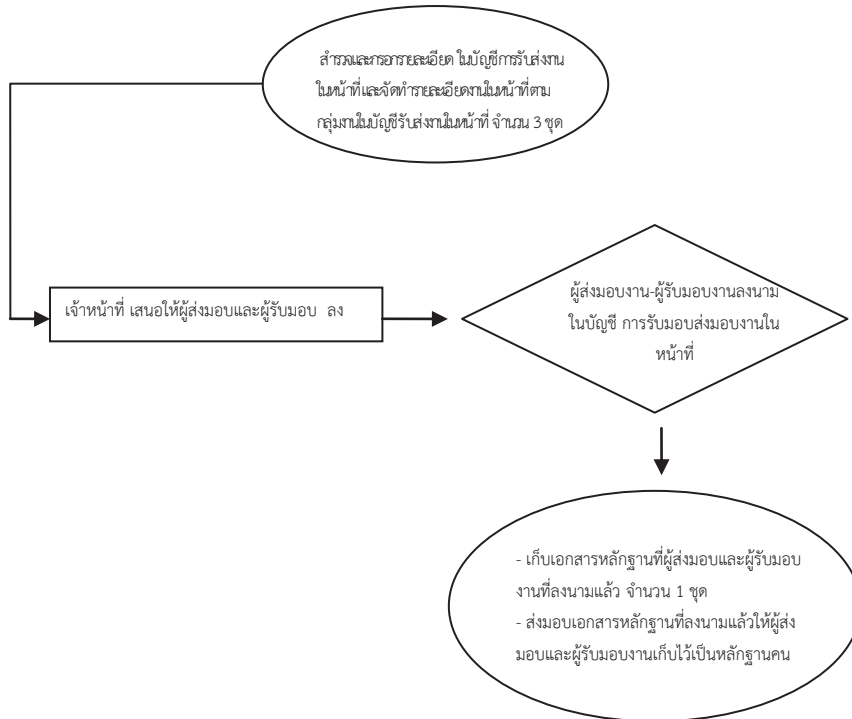 สำรวจและกรอกรายละเอียด ในบัญชีการรับส่งงาน
ในหน้าที่และจัดทำรายละเอียดงานในหน้าที่ตาม
กลุ่มงานในบัญชีรับส่งงานในหน้าที่ จำนวน 3 ชุด
เจ้าหน้าที่ เสนอให้ผู้ส่งมอบและผู้รับมอบ ลง
ผู้ส่งมอบงาน-ผู้รับมอบงานลงนาม
ในบัญชี การรับมอบส่งมอบงานใน
หน้าที่
- เก็บเอกสารหลักฐานที่ผู้ส่งมอบและผู้รับมอบ
งานที่ลงนามแล้ว จำนวน 1 ชุด
- ส่งมอบเอกสารหลักฐานที่ลงนามแล้วให้ผู้ส่ง
มอบและผู้รับมอบงานเก็บไว้เป็นหลักฐานคน